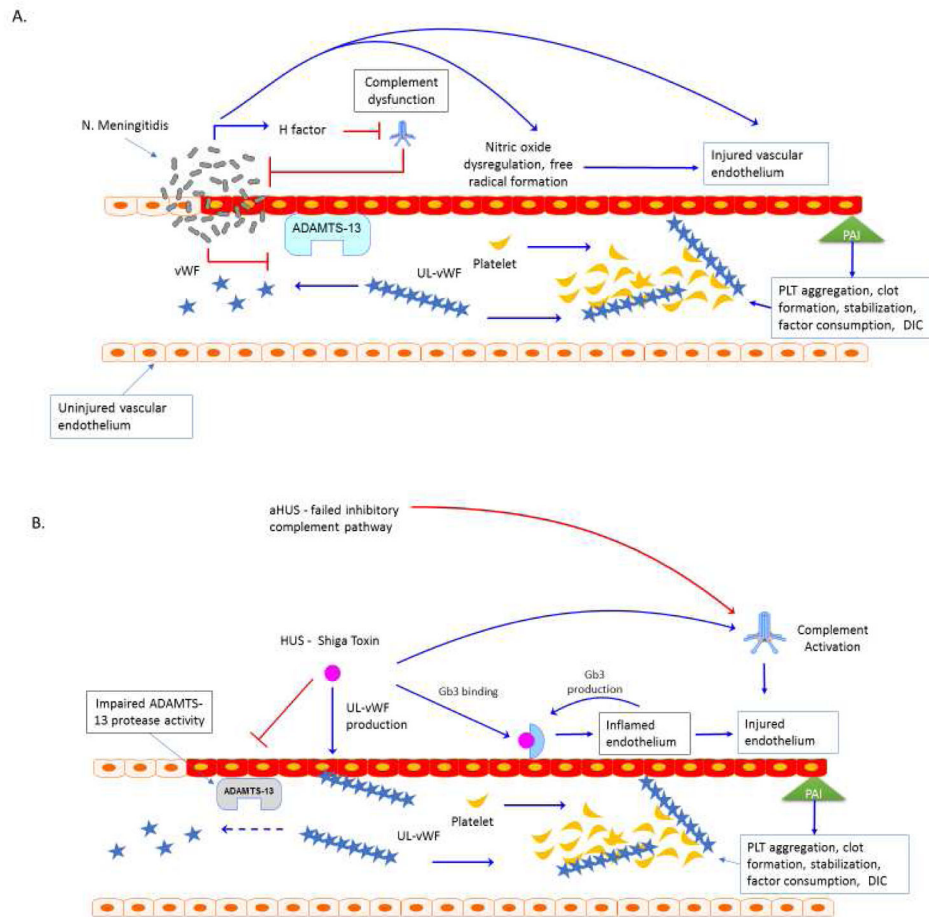 A.
Complement
dysfunction
N. Meningitidis
H factor
Nitric oxide
dysregulation, free
radical formation
Injured vascular
endothelium
ADAMTS-13
PAI
Platelet
vWF
UL-vWF
PLT aggregation, clot
formation, stabilization,
factor consumption, DIC
Uninjured vascular
endothelium
B.
aHUS - failed inhibitory
complement pathway
Complement
Activation
HUS - Shiga Toxin
Gb3 binding
Gb3
production
Impaired ADAMTS-
13 protease activity
UL-vWF
production
Inflamed
endothelium
Injured
endothelium
ADAMTS-13
PAI
Platelet
UL-vWF
PLT aggregation, clot
formation, stabilization,
factor consumption, DIC